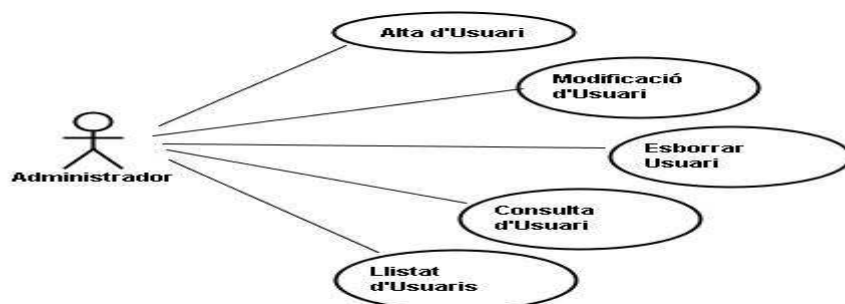 Alta d'Usuari
Modificació
d'Usuari
Esborrar
Usuari
Administrador
Consulta
d'Usuari
Llistat
d'Usuaris